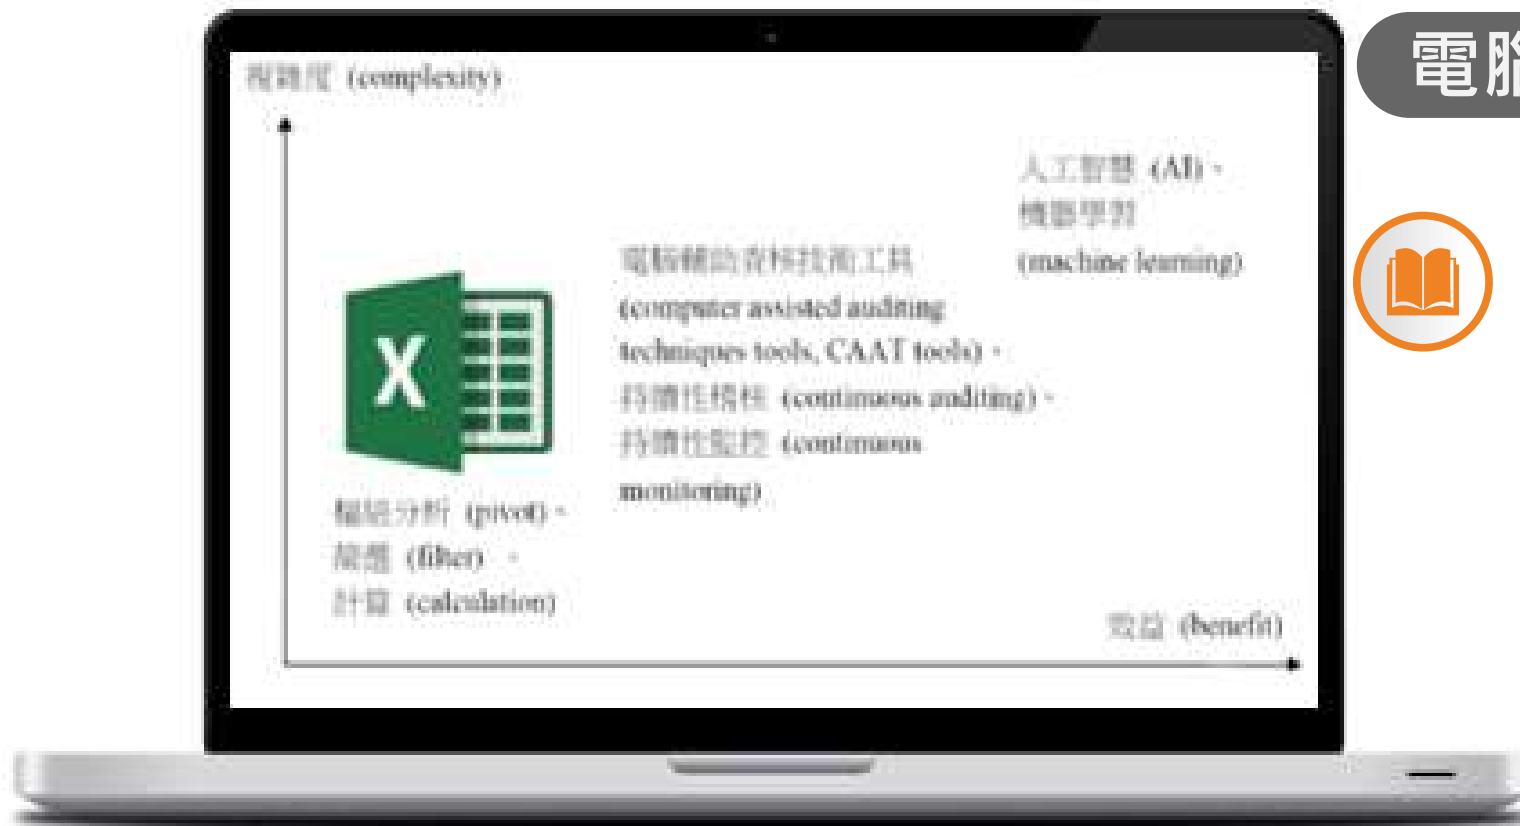 複雜度 (complexity)
人工智慧 (AI)、
機器學習
(machine learning)
電腦輔助查核技術工具
(computer assisted auditing
techniques tools, CAAT tools)、
持續性稽核 (continuous auditing)、
持續性監控 (continuous
monitoring)
X
樞紐分析 (pivot)、
篩選 (filter) 、
計算 (calculation)
效益 (benefit)
電腦